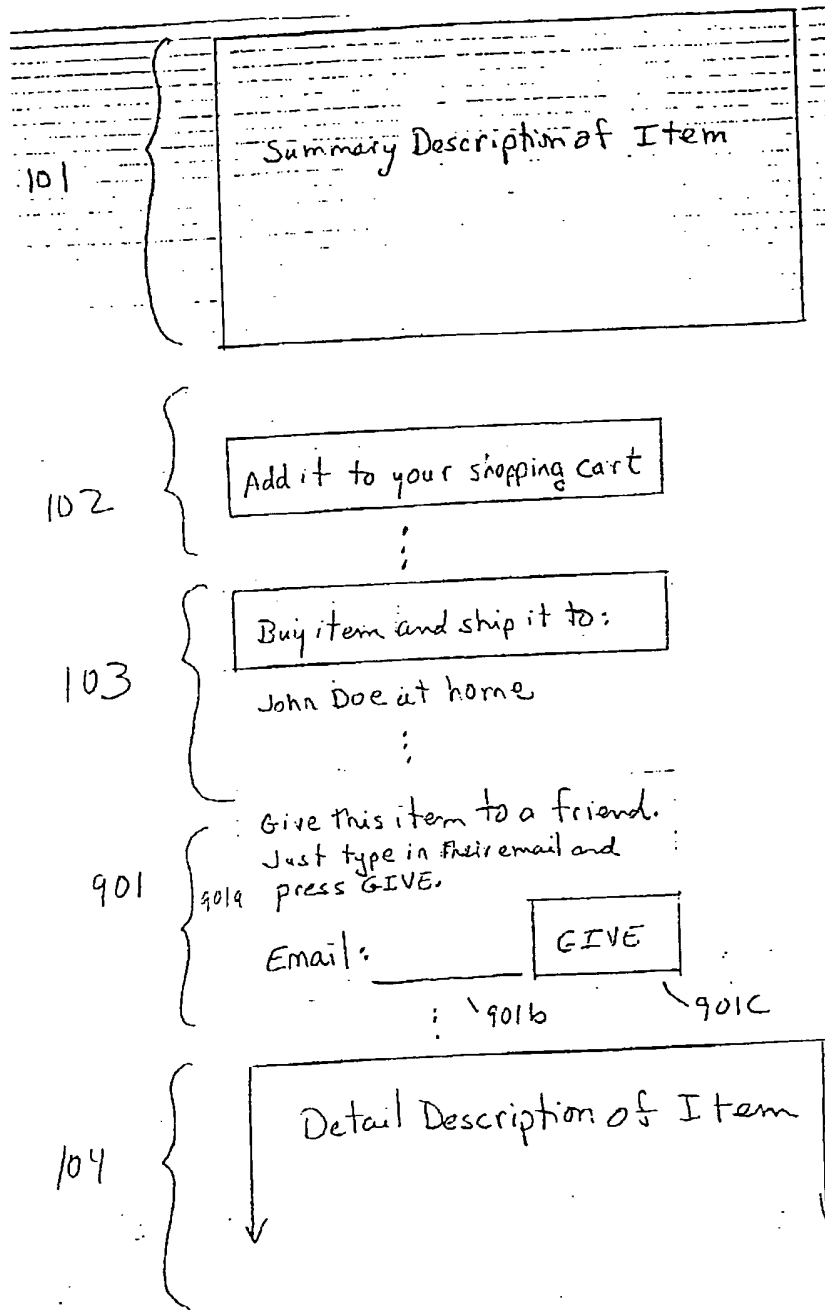 101
Summary Description of Item
102
Add it to your shopping cart
103
Buy item and ship it to:
John Doe at home
901
901a
Give this item to a friend.
Just type in their email and
press GIVE.
Email: GIVE
901b
901c
104
Detail Description of Item